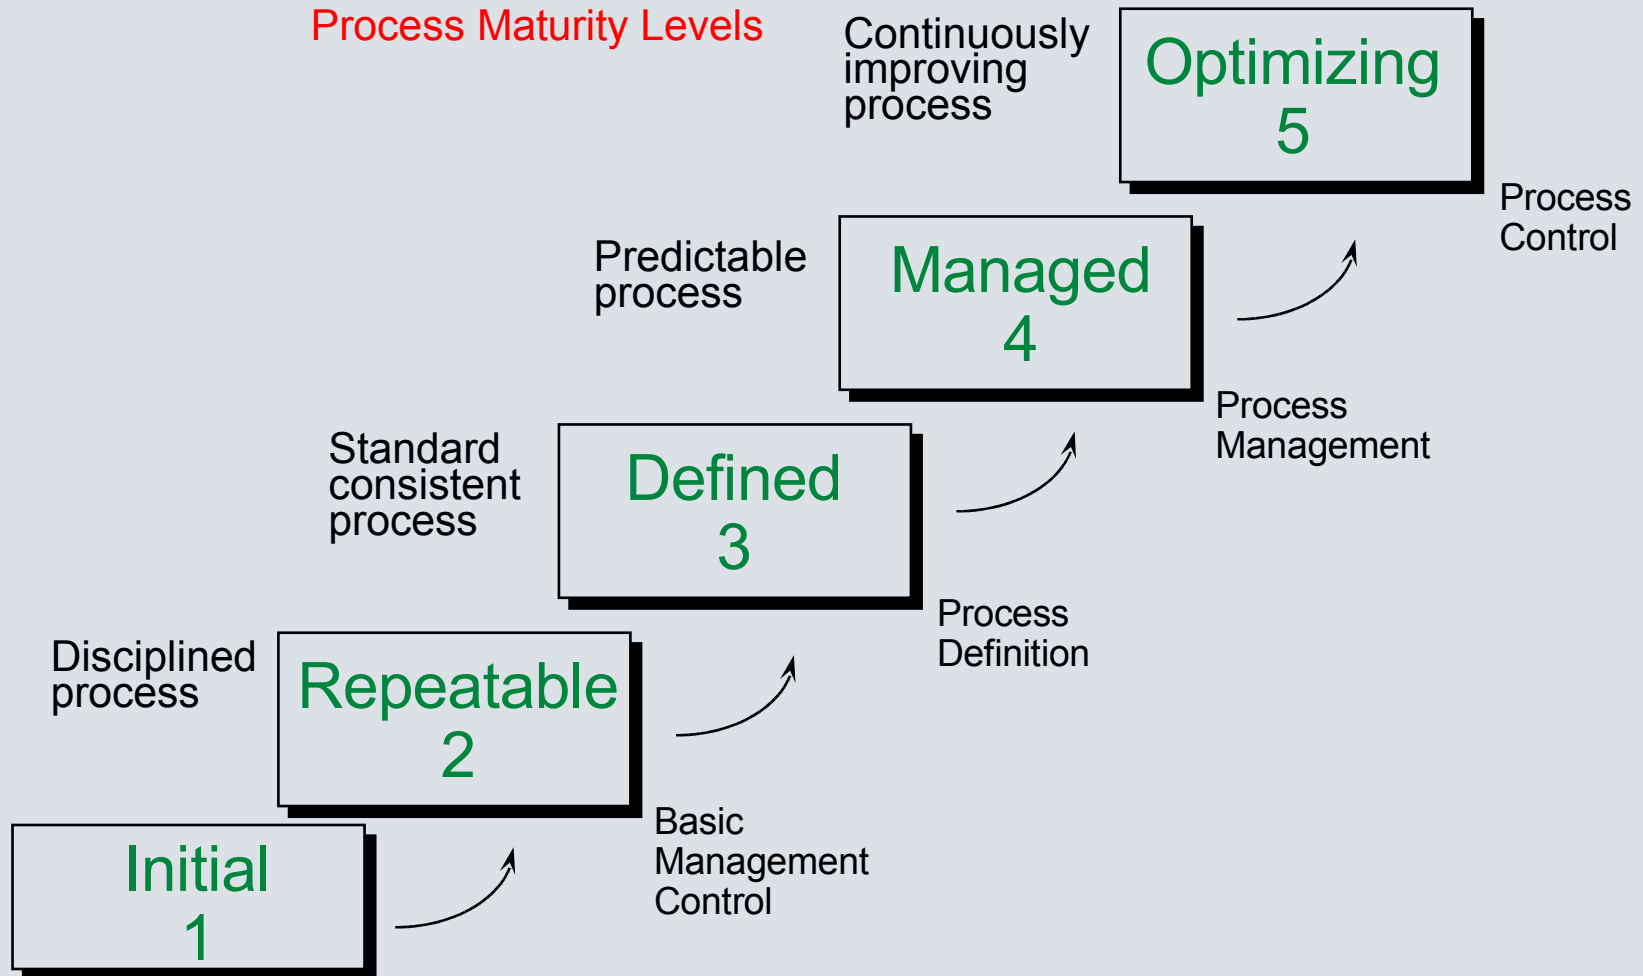 Process Maturity Levels
Continuously
improving
process
Optimizing
5
Process
Control
Predictable
process
Managed
4
Process
Management
Standard
consistent
process
Defined
3
Process
Definition
Disciplined
process
Repeatable
2
Basic
Management
Control
Initial
1